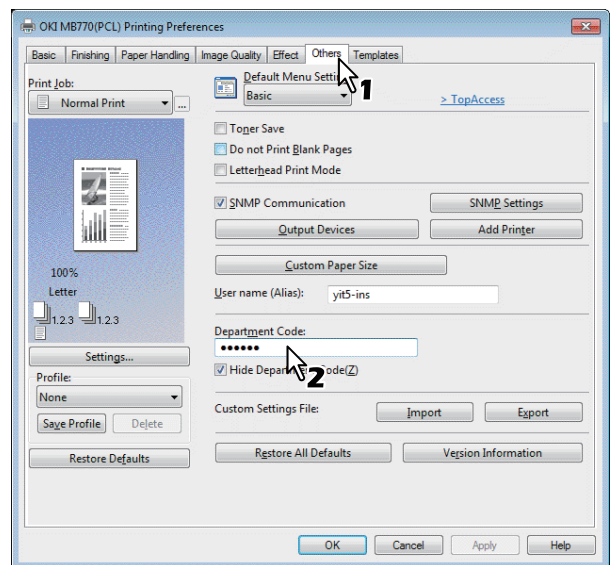 OKI MB770(PCL) Printing Preferences
Basic Finishing Paper Handling Image Quality Effect Others Templates
Print Job:
Normal Print ...
100%
Letter
1.2.3 1.2.3
Settings...
Profile:
None
Save Profile Delete
Restore Defaults
Default Menu Setting
1
Basic
> TopAccess
Toner Save
Do not Print Blank Pages
Letterhead Print Mode
SNMP Communication SNMP Settings
Output Devices Add Printer
Custom Paper Size
User name (Alias): yit5-ins
Department Code:
••••••
Hide Department Code(Z)
2
Custom Settings File: Import Export
Restore All Defaults Version Information
OK Cancel Apply Help